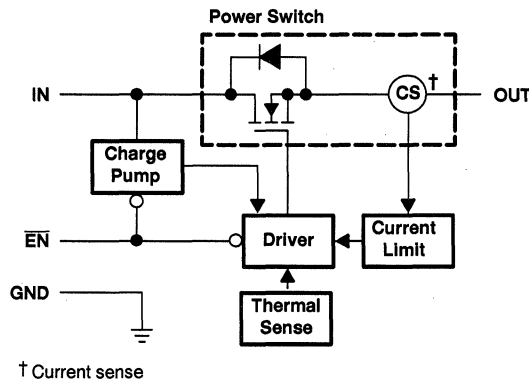 Power Switch
IN
CS
†
OUT
Charge
Pump
EN
Driver
Current
Limit
GND
Thermal
Sense
† Current sense